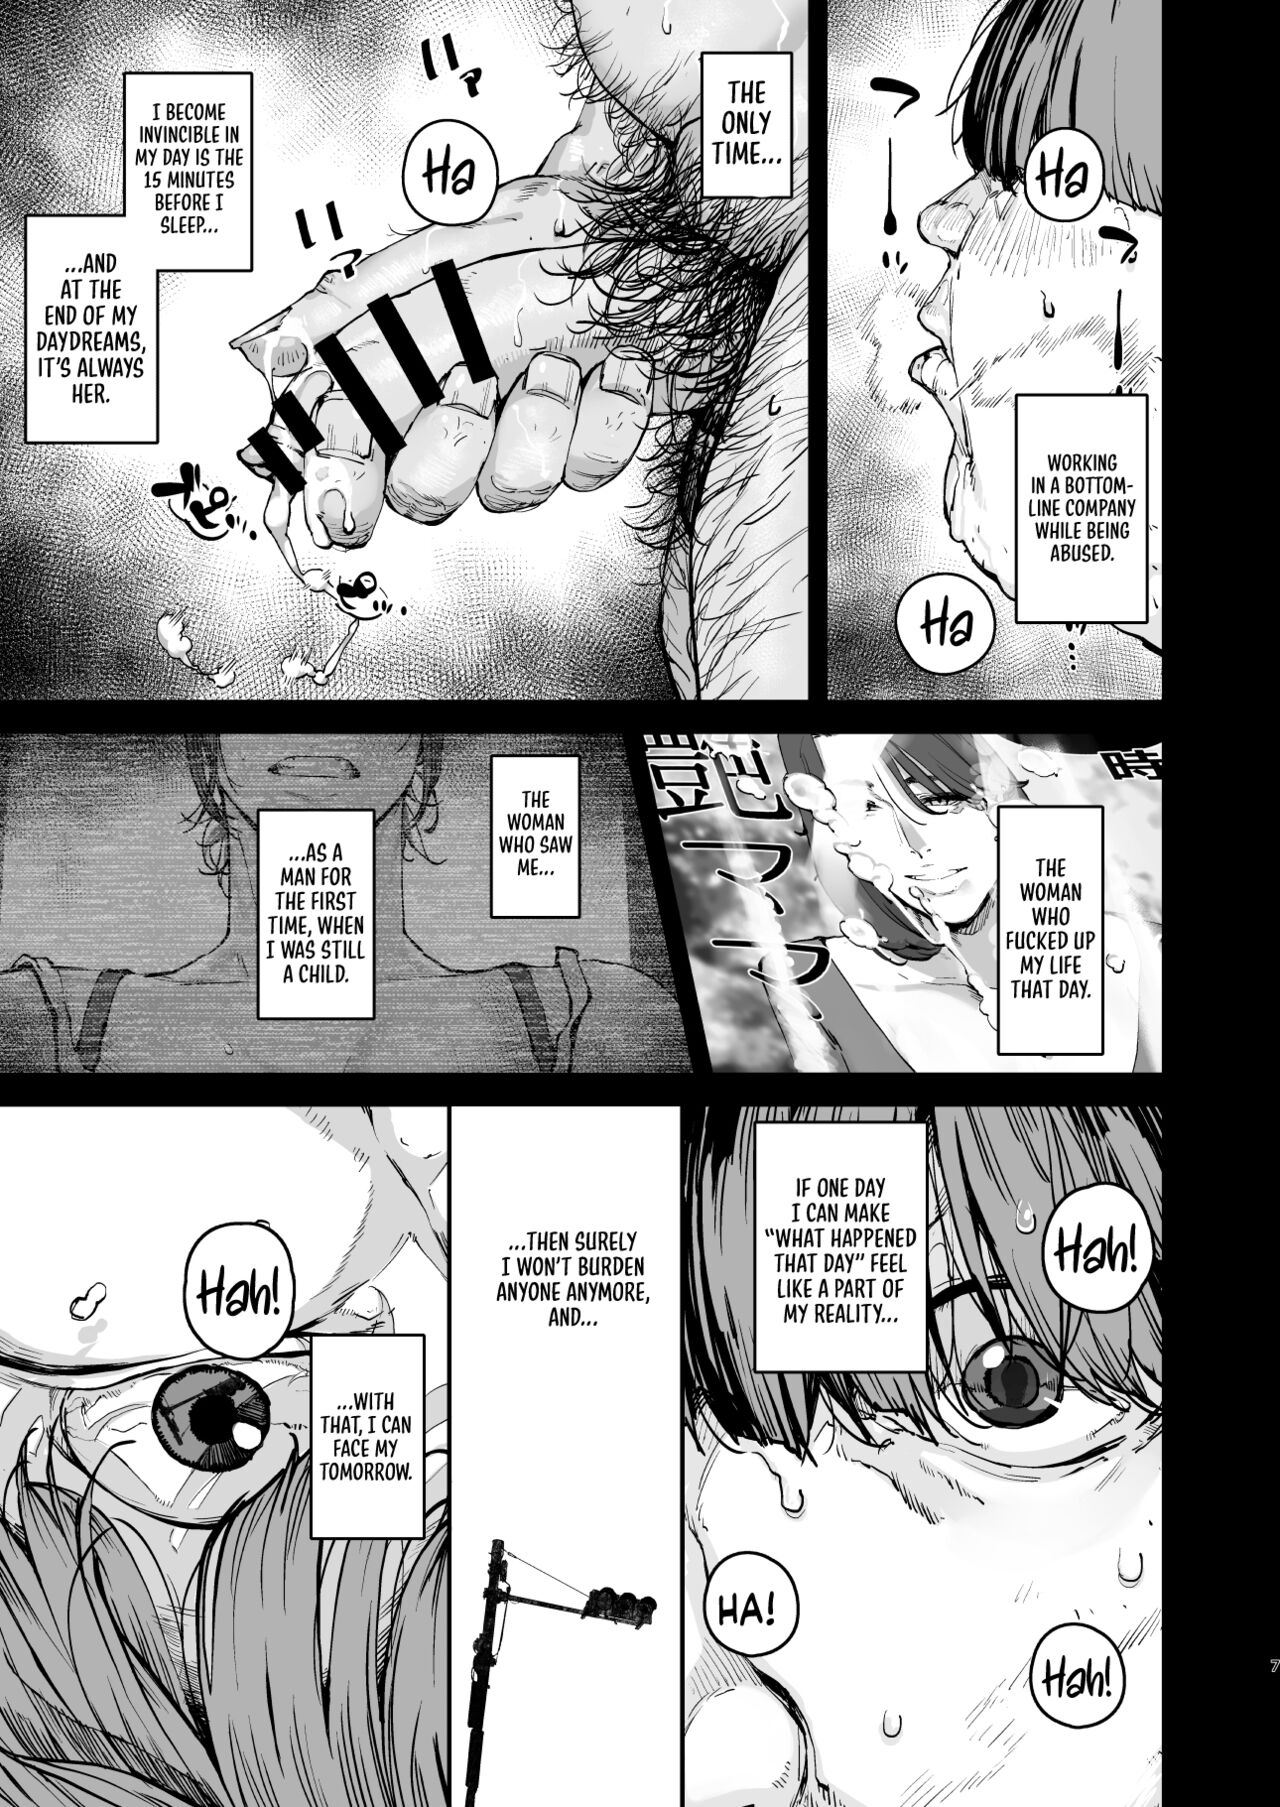 Ha
WORKING
IN A BOTTOM-
LINE COMPANY
WHILE BEING
ABUSED.
Ha
THE
ONLY
TIME...
Ha
I BECOME
INVINCIBLE IN
MY DAY IS THE
15 MINUTES
BEFORE I
SLEEP...
...AND
AT THE
END OF MY
DAYDREAMS,
IT'S ALWAYS
HER.
時
THE
WOMAN
WHO
FUCKED UP
MY LIFE
THAT DAY.
THE
WOMAN
WHO SAW
ME...
...AS A
MAN FOR
THE FIRST
TIME, WHEN
I WAS STILL
A CHILD.
IF ONE DAY
I CAN MAKE
"WHAT HAPPENED
THAT DAY" FEEL
LIKE A PART OF
MY REALITY...
Hah!
HA!
Hah!
...THEN SURELY
I WON'T BURDEN
ANYONE ANYMORE,
AND...
Hah!
...WITH
THAT, I CAN
FACE MY
TOMORROW.
7